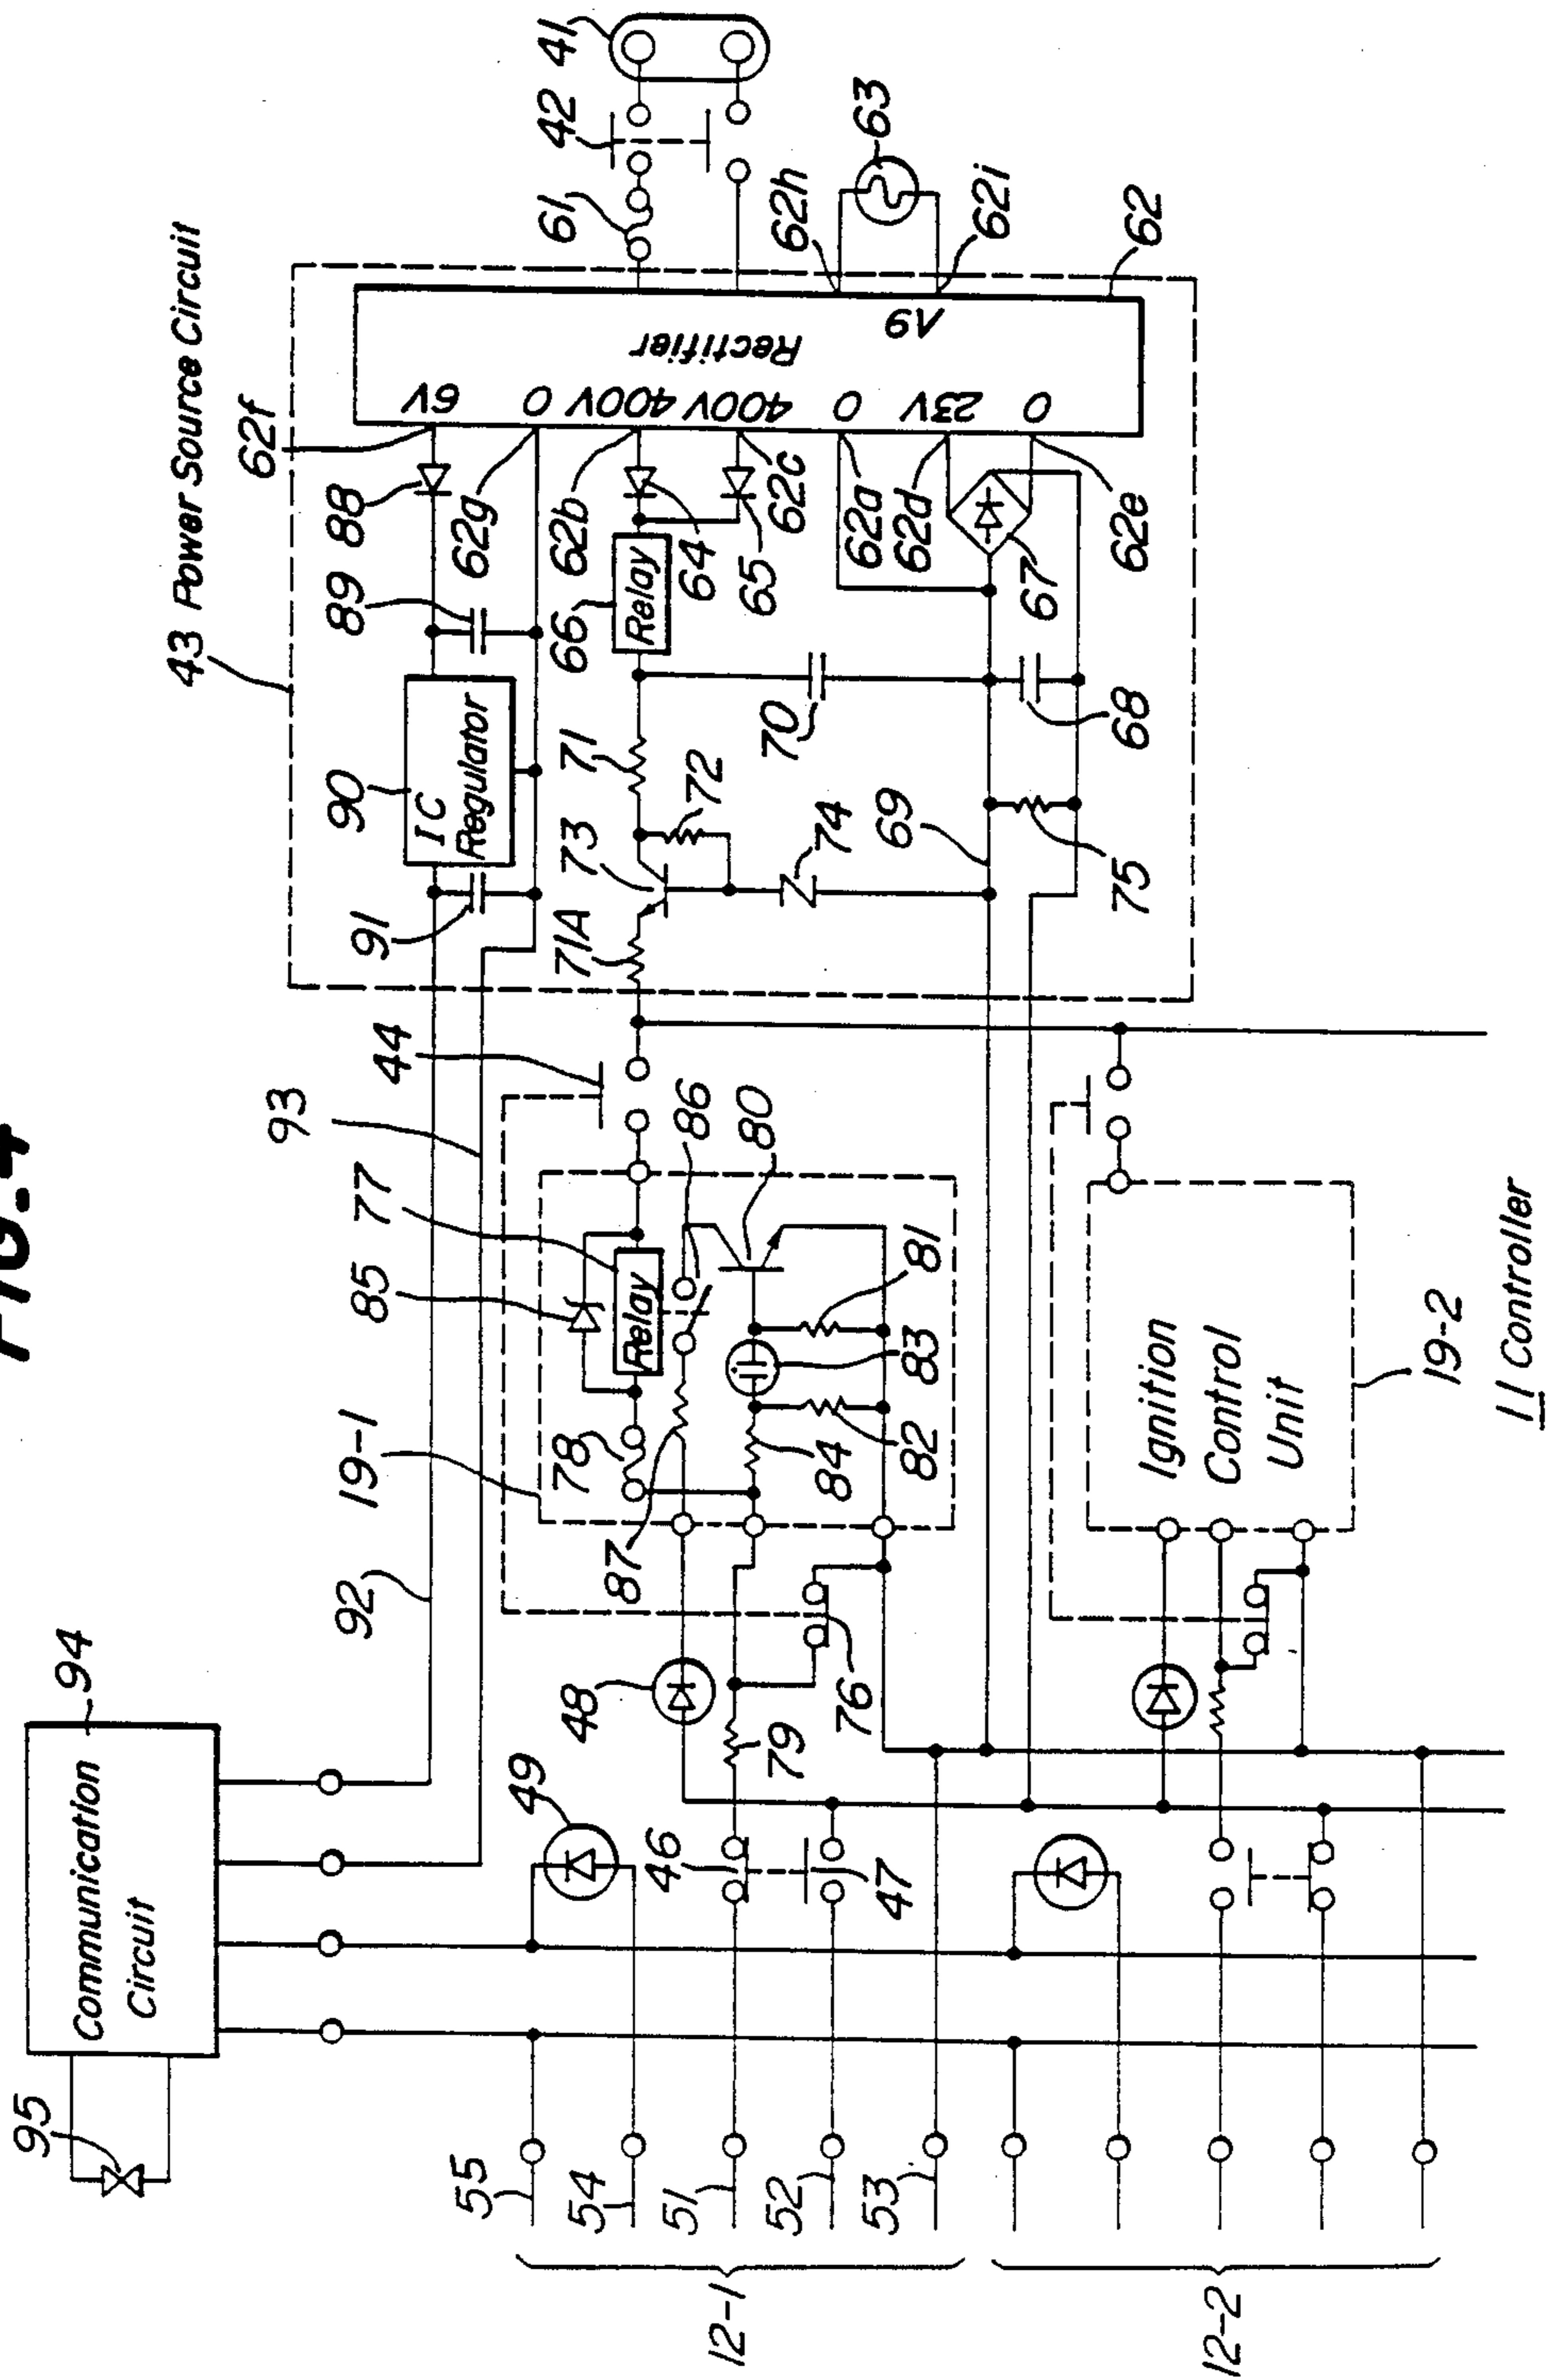 FIG_4
43 Power Source Circuit
62f
88
89
90
91
92
93
94
95
Communication
Circuit
IC
Regulator
62g
6V
0
400V
400V
0
23V
0
Rectifier
6V
61
42
41
62h
63
62i
62
62b
62c
62a
62d
62e
64
65
66
Relay
67
68
69
70
71
72
73
71A
74
75
44
77
85
Relay
86
80
81
83
82
84
78
87
19-1
48
76
79
49
46
47
Ignition
Control
Unit
19-2
11 Controller
55
54
51
52
53
12-1
12-2